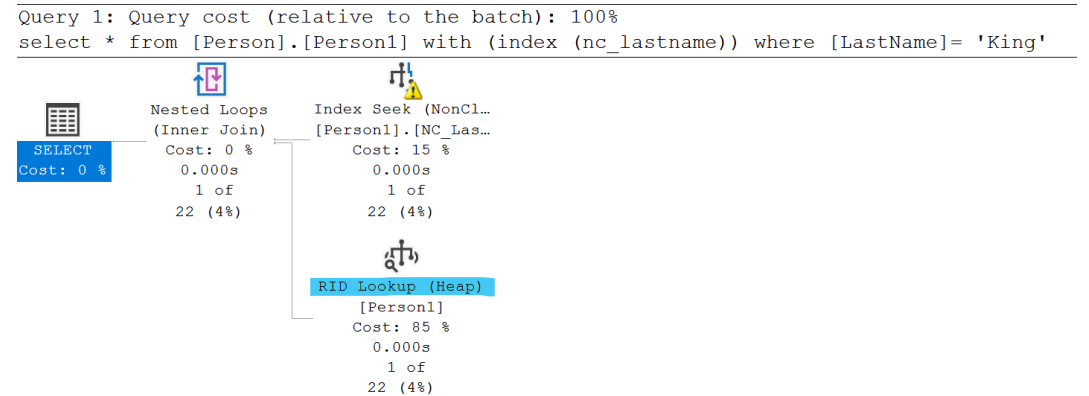 Query 1: Query cost (relative to the batch): 100%
select * from [Person].[Person1] with (index (nc_lastname)) where [LastName]= 'King'
SELECT
Cost: 0 %
Nested Loops
(Inner Join)
Cost: 0 %
0.000s
1 of
22 (4%)
Index Seek (NonCl…
[Person1].[NC_Las…
Cost: 15 %
0.000s
1 of
22 (4%)
RID Lookup (Heap)
[Person1]
Cost: 85 %
0.000s
1 of
22 (4%)